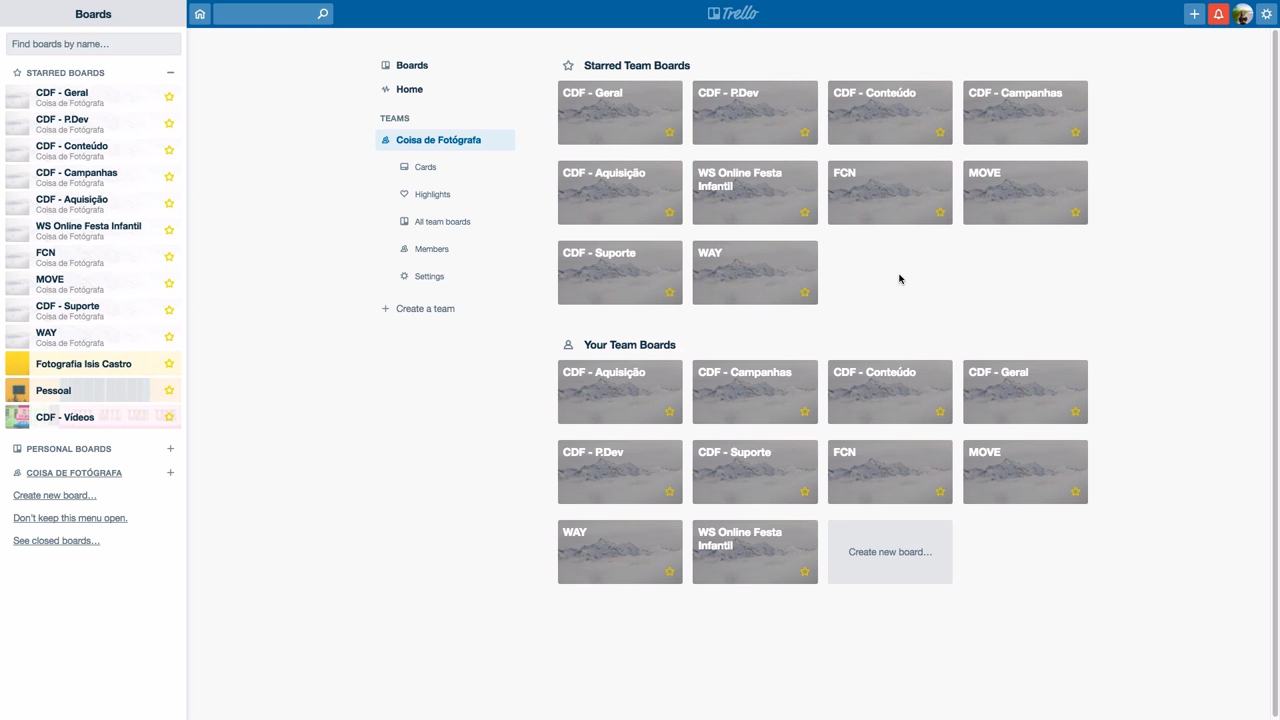 Boards
Find boards by name…
STARRED BOARDS
CDF - Geral
Coisa de Fotógrafa
CDF - P.Dev
Coisa de Fotógrafa
CDF - Conteúdo
Coisa de Fotógrafa
CDF - Campanhas
Coisa de Fotógrafa
CDF - Aquisição
Coisa de Fotógrafa
WS Online Festa Infantil
Coisa de Fotógrafa
FCN
Coisa de Fotógrafa
MOVE
Coisa de Fotógrafa
CDF - Suporte
Coisa de Fotógrafa
WAY
Coisa de Fotógrafa
Fotografia Isis Castro
Pessoal
CDF - Vídeos
PERSONAL BOARDS
COISA DE FOTÓGRAFA
Create new board…
Don't keep this menu open.
See closed boards…
Trello
Boards
Home
TEAMS
Coisa de Fotógrafa
Cards
Highlights
All team boards
Members
Settings
Create a team
Starred Team Boards
CDF - Geral
CDF - P.Dev
CDF - Conteúdo
CDF - Campanhas
CDF - Aquisição
WS Online Festa
Infantil
FCN
MOVE
CDF - Suporte
WAY
Your Team Boards
CDF - Aquisição
CDF - Campanhas
CDF - Conteúdo
CDF - Geral
CDF - P.Dev
CDF - Suporte
FCN
MOVE
WAY
WS Online Festa
Infantil
Create new board…